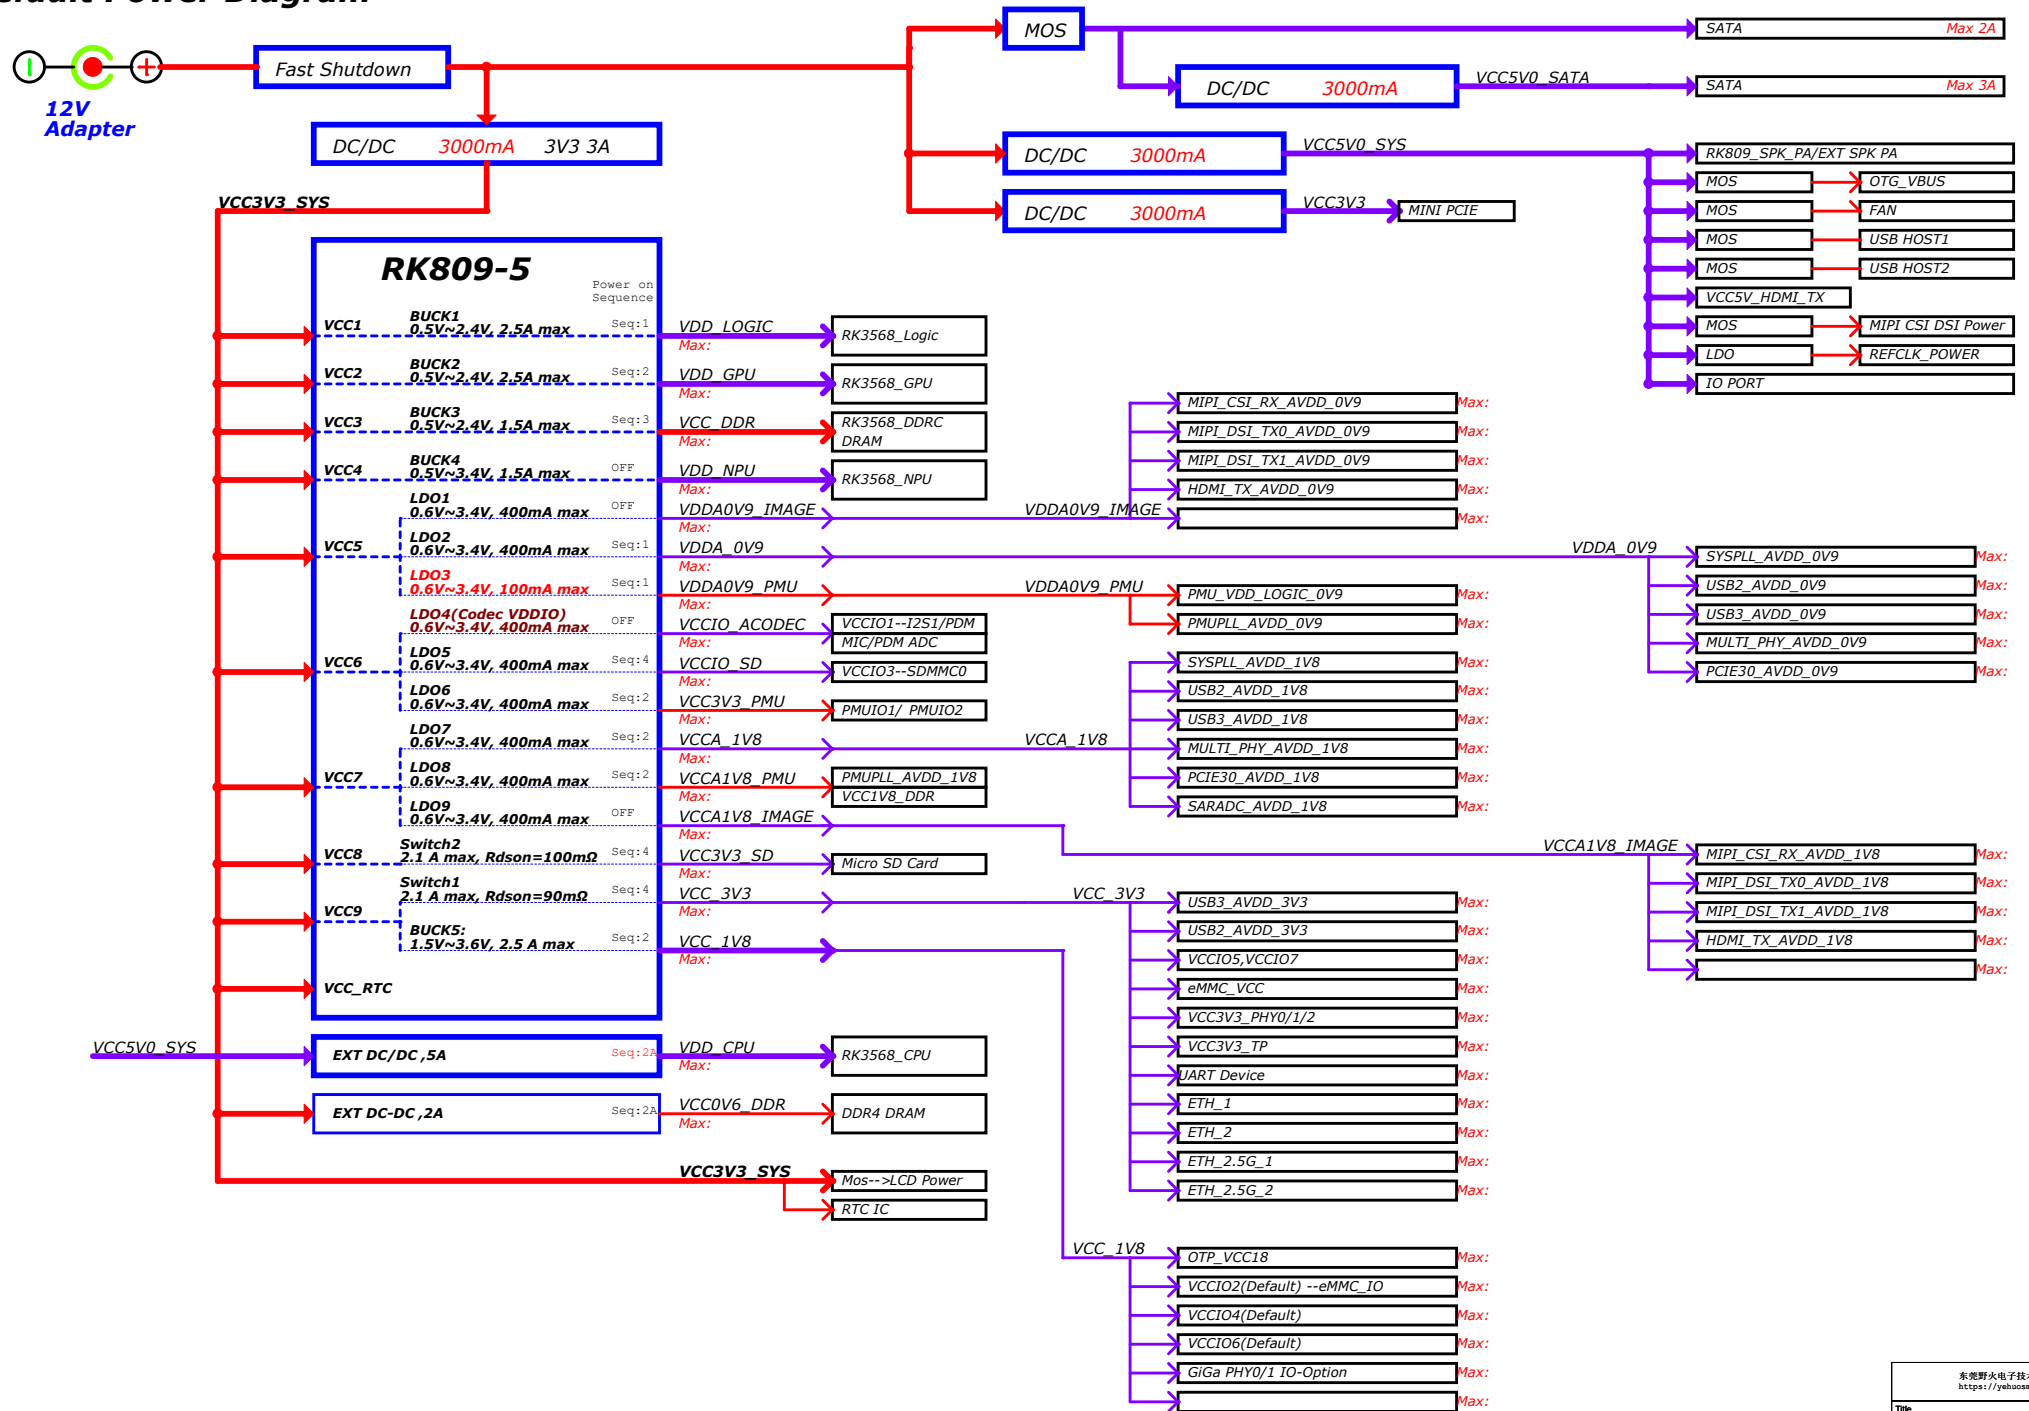 Power Diagram
12V
Adapter
Fast Shutdown
MOS
SATA Max 2A
DC/DC 3000mA
VCC5V0_SATA
SATA Max 3A
DC/DC 3000mA 3V3 3A
DC/DC 3000mA
VCC5V0_SYS
RK809_SPK_PA/EXT SPK PA
MOS OTG_VBUS
MOS FAN
MOS USB HOST1
MOS USB HOST2
VCC5V_HDMI_TX
MOS MIPI CSI DSI Power
LDO REFCLK_POWER
IO PORT
DC/DC 3000mA
VCC3V3
MINI PCIE
VCC3V3_SYS
RK809-5
Power on
Sequence
VCC1
BUCK1
0.5V~2.4V, 2.5A max
Seq:1
VDD_LOGIC
Max:
RK3568_Logic
VCC2
BUCK2
0.5V~2.4V, 2.5A max
Seq:2
VDD_GPU
Max:
RK3568_GPU
VCC3
BUCK3
0.5V~2.4V, 1.5A max
Seq:3
VCC_DDR
Max:
RK3568_DDRC
DRAM
VCC4
BUCK4
0.5V~3.4V, 1.5A max
OFF
VDD_NPU
Max:
RK3568_NPU
LDO1
0.6V~3.4V, 400mA max
OFF
VDDA0V9_IMAGE
Max:
VCC5
LDO2
0.6V~3.4V, 400mA max
Seq:1
VDDA_0V9
LDO3
0.6V~3.4V, 100mA max
Seq:1
VDDA0V9_PMU
Max:
LDO4(Codec VDDIO)
0.6V~3.4V, 400mA max
OFF
VCCIO_ACODEC
Max:
VCCIO1--I2S1/PDM
MIC/PDM ADC
VCC6
LDO5
0.6V~3.4V, 400mA max
Seq:4
VCCIO_SD
Max:
VCCIO3--SDMMC0
LDO6
0.6V~3.4V, 400mA max
Seq:2
VCC3V3_PMU
Max:
PMUIO1/ PMUIO2
LDO7
0.6V~3.4V, 400mA max
Seq:2
VCCA_1V8
Max:
VCC7
LDO8
0.6V~3.4V, 400mA max
Seq:2
VCCA1V8_PMU
Max:
PMUPLL_AVDD_1V8
VCC1V8_DDR
LDO9
0.6V~3.4V, 400mA max
OFF
VCCA1V8_IMAGE
Max:
VCC8
Switch2
2.1 A max, Rdson=100mΩ
Seq:4
VCC3V3_SD
Max:
Micro SD Card
VCC9
Switch1
2.1 A max, Rdson=90mΩ
Seq:4
VCC_3V3
Max:
BUCK5:
1.5V~3.6V, 2.5 A max
Seq:2
VCC_1V8
Max:
VCC_RTC
VCC5V0_SYS
EXT DC/DC ,5A
Seq:2A
VDD_CPU
Max:
RK3568_CPU
EXT DC-DC ,2A
Seq:2A
VCC0V6_DDR
Max:
DDR4 DRAM
VCC3V3_SYS
Mos-->LCD Power
RTC IC
VDDA0V9_IMAGE
MIPI_CSI_RX_AVDD_0V9 Max:
MIPI_DSI_TX0_AVDD_0V9 Max:
MIPI_DSI_TX1_AVDD_0V9 Max:
HDMI_TX_AVDD_0V9 Max:
Max:
VDDA0V9_PMU
PMU_VDD_LOGIC_0V9 Max:
PMUPLL_AVDD_0V9 Max:
VCCA_1V8
SYSPLL_AVDD_1V8 Max:
USB2_AVDD_1V8 Max:
USB3_AVDD_1V8 Max:
MULTI_PHY_AVDD_1V8 Max:
PCIE30_AVDD_1V8 Max:
SARADC_AVDD_1V8 Max:
VCC_3V3
USB3_AVDD_3V3 Max:
USB2_AVDD_3V3 Max:
VCCIO5,VCCIO7 Max:
eMMC_VCC Max:
VCC3V3_PHY0/1/2 Max:
VCC3V3_TP Max:
UART Device Max:
ETH_1 Max:
ETH_2 Max:
ETH_2.5G_1 Max:
ETH_2.5G_2 Max:
VCC_1V8
OTP_VCC18 Max:
VCCIO2(Default) --eMMC_IO Max:
VCCIO4(Default) Max:
VCCIO6(Default) Max:
GiGa PHY0/1 IO-Option Max:
Max:
VDDA_0V9
SYSPLL_AVDD_0V9 Max:
USB2_AVDD_0V9 Max:
USB3_AVDD_0V9 Max:
MULTI_PHY_AVDD_0V9 Max:
PCIE30_AVDD_0V9 Max:
VCCA1V8_IMAGE
MIPI_CSI_RX_AVDD_1V8 Max:
MIPI_DSI_TX0_AVDD_1V8 Max:
MIPI_DSI_TX1_AVDD_1V8 Max:
HDMI_TX_AVDD_1V8 Max:
Max:
东莞野火电子技
Title